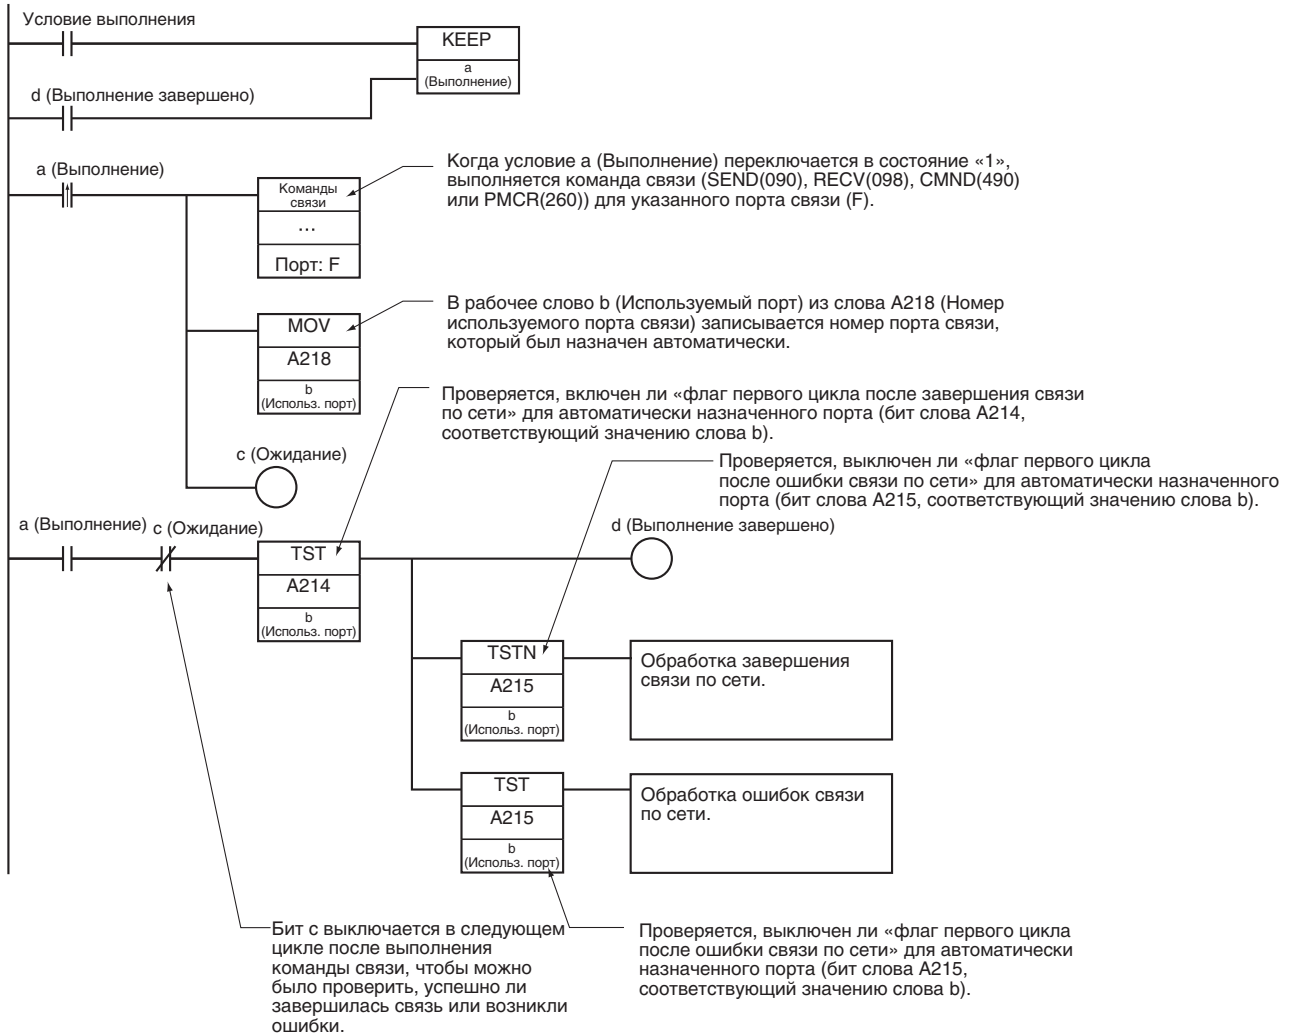 Условие выполнения
KEEP
a
(Выполнение)
d (Выполнение завершено)
a (Выполнение)
Команды
связи
...
Порт: F
Когда условие a (Выполнение) переключается в состояние «1»,
выполняется команда связи (SEND(090), RECV(098), CMND(490)
или PMCR(260)) для указанного порта связи (F).
MOV
A218
b
(Использ. порт)
В рабочее слово b (Используемый порт) из слова A218 (Номер
используемого порта связи) записывается номер порта связи,
который был назначен автоматически.
Проверяется, включен ли «флаг первого цикла после завершения связи
по сети» для автоматически назначенного порта (бит слова A214,
соответствующий значению слова b).
c (Ожидание)
Проверяется, выключен ли «флаг первого цикла
после ошибки связи по сети» для автоматически назначенного
порта (бит слова A215, соответствующий значению слова b).
a (Выполнение)
c (Ожидание)
TST
A214
b
(Использ. порт)
d (Выполнение завершено)
TSTN
A215
b
(Использ. порт)
Обработка завершения
связи по сети.
TST
A215
b
(Использ. порт)
Обработка ошибок связи
по сети.
Бит c выключается в следующем
цикле после выполнения
команды связи, чтобы можно
было проверить, успешно ли
завершилась связь или возникли
ошибки.
Проверяется, выключен ли «флаг первого цикла
после ошибки связи по сети» для автоматически
назначенного порта (бит слова A215,
соответствующий значению слова b).